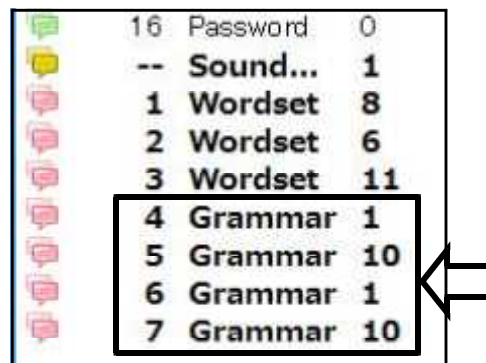 16 Password 0
-- Sound... 1
1 Wordset 8
2 Wordset 6
3 Wordset 11
4 Grammar 1
5 Grammar 10
6 Grammar 1
7 Grammar 10